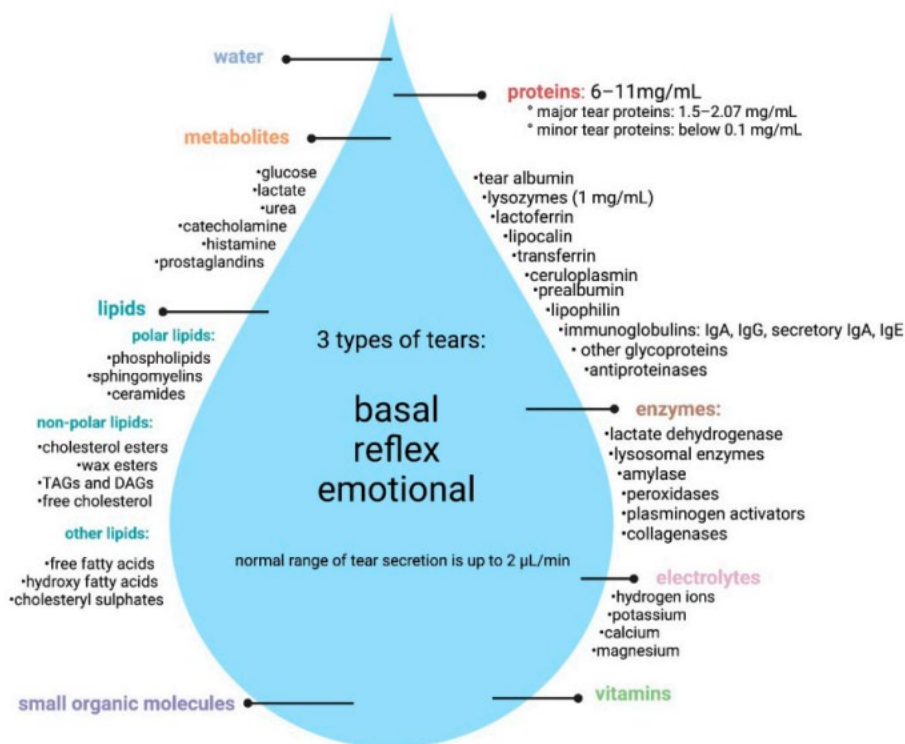 water
proteins: 6–11mg/mL
° major tear proteins: 1.5–2.07 mg/mL
° minor tear proteins: below 0.1 mg/mL
metabolites
•glucose
•lactate
•urea
•catecholamine
•histamine
•prostaglandins
•tear albumin
•lysozymes (1 mg/mL)
•lactoferrin
•lipocalin
•transferrin
•ceruloplasmin
•prealbumin
•lipophilin
•immunoglobulins: IgA, IgG, secretory IgA, IgE
• other glycoproteins
•antiproteinases
lipids
polar lipids:
•phospholipids
•sphingomyelins
•ceramides
non-polar lipids:
•cholesterol esters
•wax esters
•TAGs and DAGs
•free cholesterol
other lipids:
•free fatty acids
•hydroxy fatty acids
•cholesteryl sulphates
3 types of tears:
basal
reflex
emotional
normal range of tear secretion is up to 2 µL/min
enzymes:
•lactate dehydrogenase
•lysosomal enzymes
•amylase
•peroxidases
•plasminogen activators
•collagenases
electrolytes
•hydrogen ions
•potassium
•calcium
•magnesium
small organic molecules
vitamins